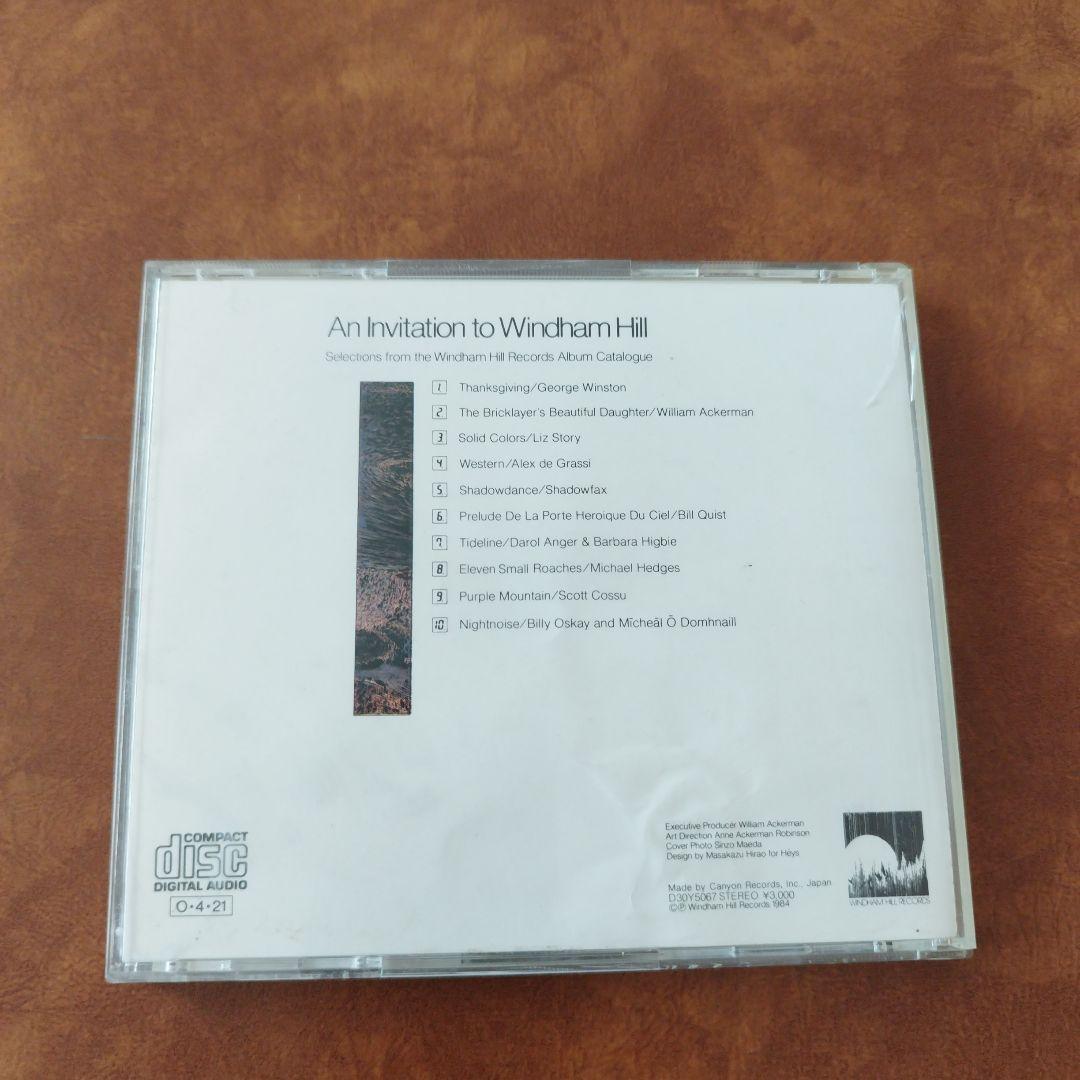 An Invitation to Windham Hill
Selections from the Windham Hill Records Album Catalogue
1 Thanksgiving/George Winston
2 The Bricklayer's Beautiful Daughter/William Ackerman
3 Solid Colors/Liz Story
4 Western/Alex de Grassi
5 Shadowdance/Shadowfax
6 Prelude De La Porte Heroique Du Ciel/Bill Quist
7 Tideline/Darol Anger & Barbara Higbie
8 Eleven Small Roaches/Michael Hedges
9 Purple Mountain/Scott Cossu
10 Nightnoise/Billy Oskay and Mīcheāl Ō Domhnaill
COMPACT
disc
DIGITAL AUDIO
O・4・21
Executive Producer William Ackerman
Art Direction Anne Ackerman Robinson
Cover Photo Sinzo Maeda
Design by Masakazu Hirao for Heys
Made by Canyon Records, Inc., Japan
D30Y5067 STEREO ¥3,000
©℗ Windham Hill Records 1984
WINDHAM HILL RECORDS